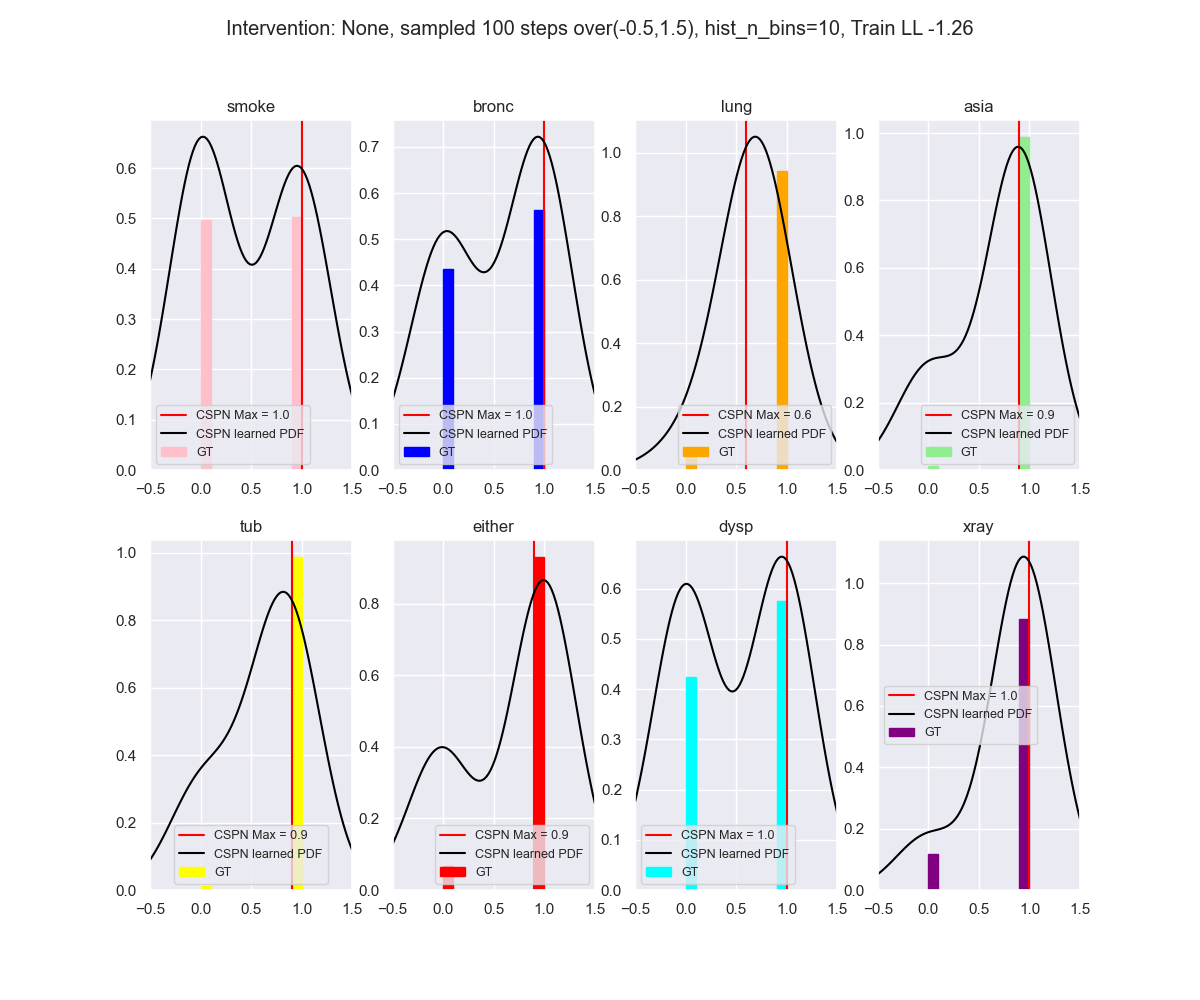 Intervention: None, sampled 100 steps over(-0.5,1.5), hist_n_bins=10, Train LL -1.26
smoke
0.6
0.5
0.4
0.3
0.2
0.1
0.0
CSPN Max = 1.0
CSPN learned PDF
GT
−0.5 0.0 0.5 1.0 1.5
bronc
0.7
0.6
0.5
0.4
0.3
0.2
0.1
0.0
CSPN Max = 1.0
CSPN learned PDF
GT
−0.5 0.0 0.5 1.0 1.5
lung
1.0
0.8
0.6
0.4
0.2
0.0
CSPN Max = 0.6
CSPN learned PDF
GT
−0.5 0.0 0.5 1.0 1.5
asia
1.0
0.8
0.6
0.4
0.2
0.0
CSPN Max = 0.9
CSPN learned PDF
GT
−0.5 0.0 0.5 1.0 1.5
tub
1.0
0.8
0.6
0.4
0.2
0.0
CSPN Max = 0.9
CSPN learned PDF
GT
−0.5 0.0 0.5 1.0 1.5
either
0.8
0.6
0.4
0.2
0.0
CSPN Max = 0.9
CSPN learned PDF
GT
−0.5 0.0 0.5 1.0 1.5
dysp
0.6
0.5
0.4
0.3
0.2
0.1
0.0
CSPN Max = 1.0
CSPN learned PDF
GT
−0.5 0.0 0.5 1.0 1.5
xray
1.0
0.8
0.6
0.4
0.2
0.0
CSPN Max = 1.0
CSPN learned PDF
GT
−0.5 0.0 0.5 1.0 1.5